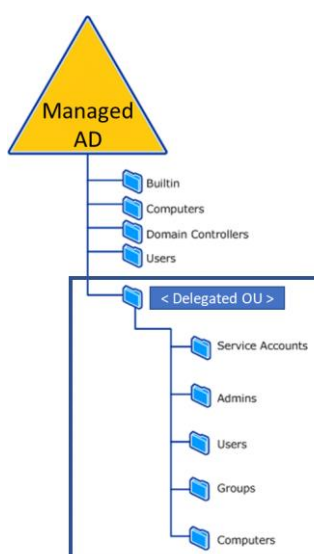 Managed
AD
Builtin
Computers
Domain Controllers
Users
< Delegated OU >
Service Accounts
Admins
Users
Groups
Computers